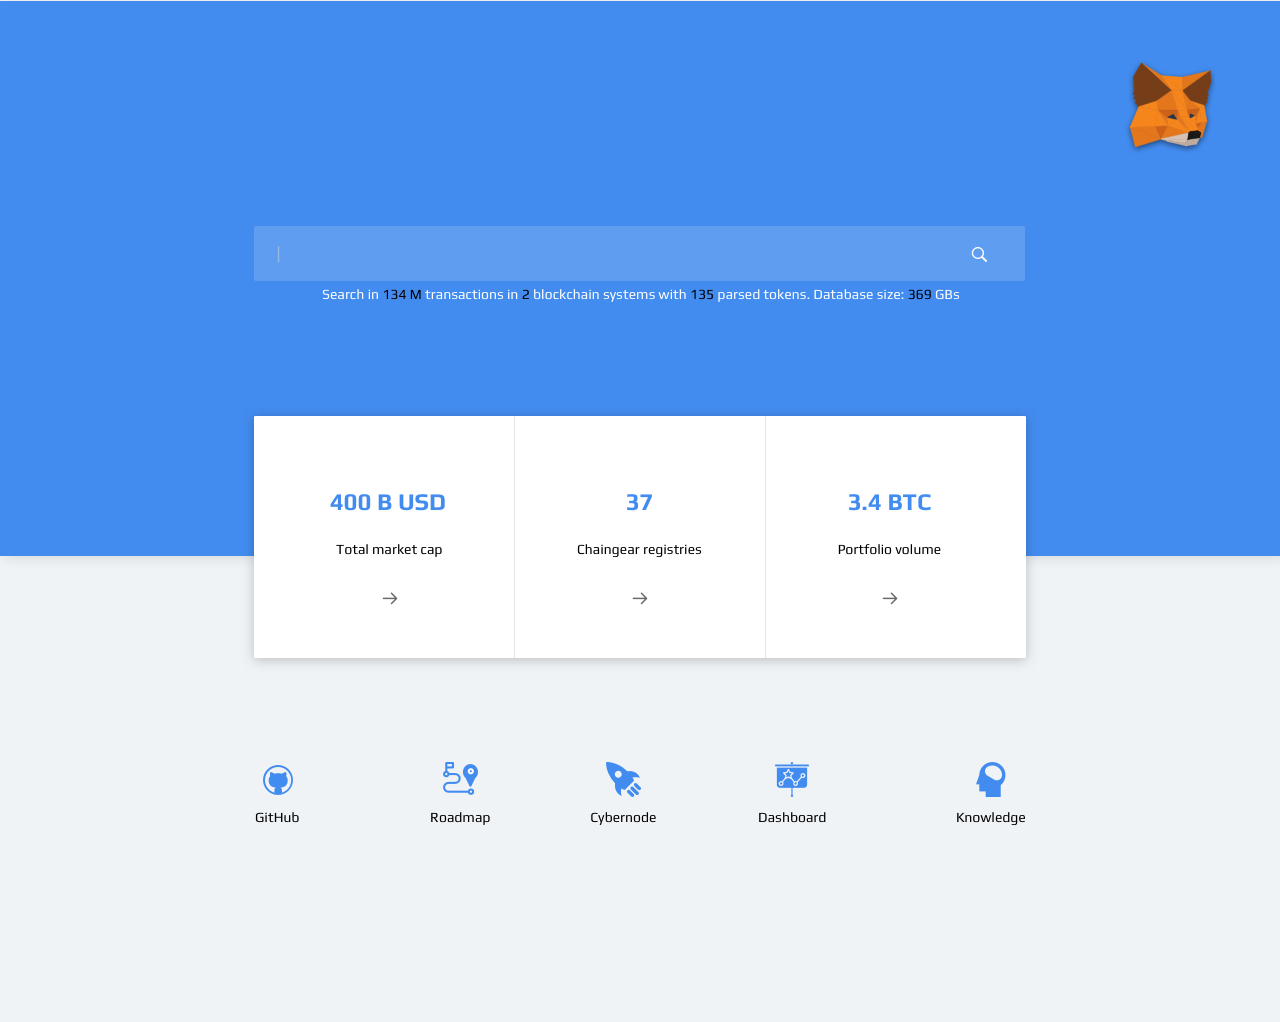 Search in 134 M transactions in 2 blockchain systems with 135 parsed tokens. Database size: 369 GBs
400 B USD
37
3.4 BTC
Total market cap
Chaingear registries
Portfolio volume
GitHub
Roadmap
Cybernode
Dashboard
Knowledge